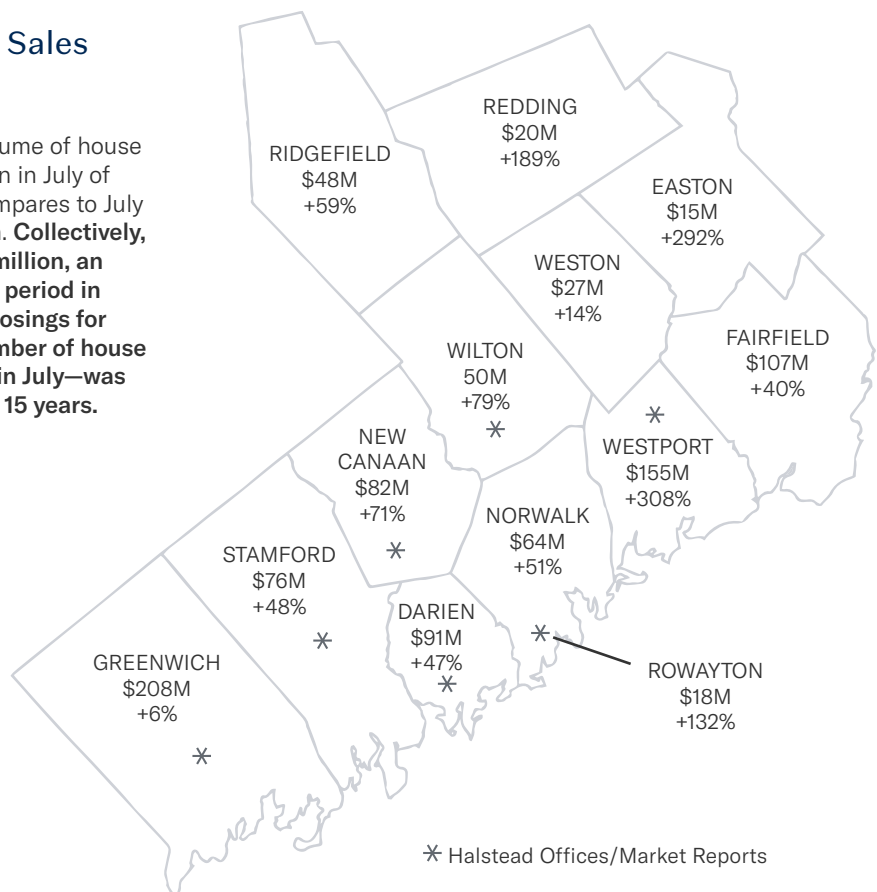 Sales
ume of house
n in July of
mpares to July
. Collectively,
million, an
period in
osings for
mber of house
in July—was
15 years.
RIDGEFIELD
$48M
+59%
REDDING
$20M
+189%
EASTON
$15M
+292%
WESTON
$27M
+14%
FAIRFIELD
$107M
+40%
WILTON
50M
+79%
WESTPORT
$155M
+308%
NEW
CANAAN
$82M
+71%
NORWALK
$64M
+51%
STAMFORD
$76M
+48%
DARIEN
$91M
+47%
GREENWICH
$208M
+6%
ROWAYTON
$18M
+132%
Halstead Offices/Market Reports